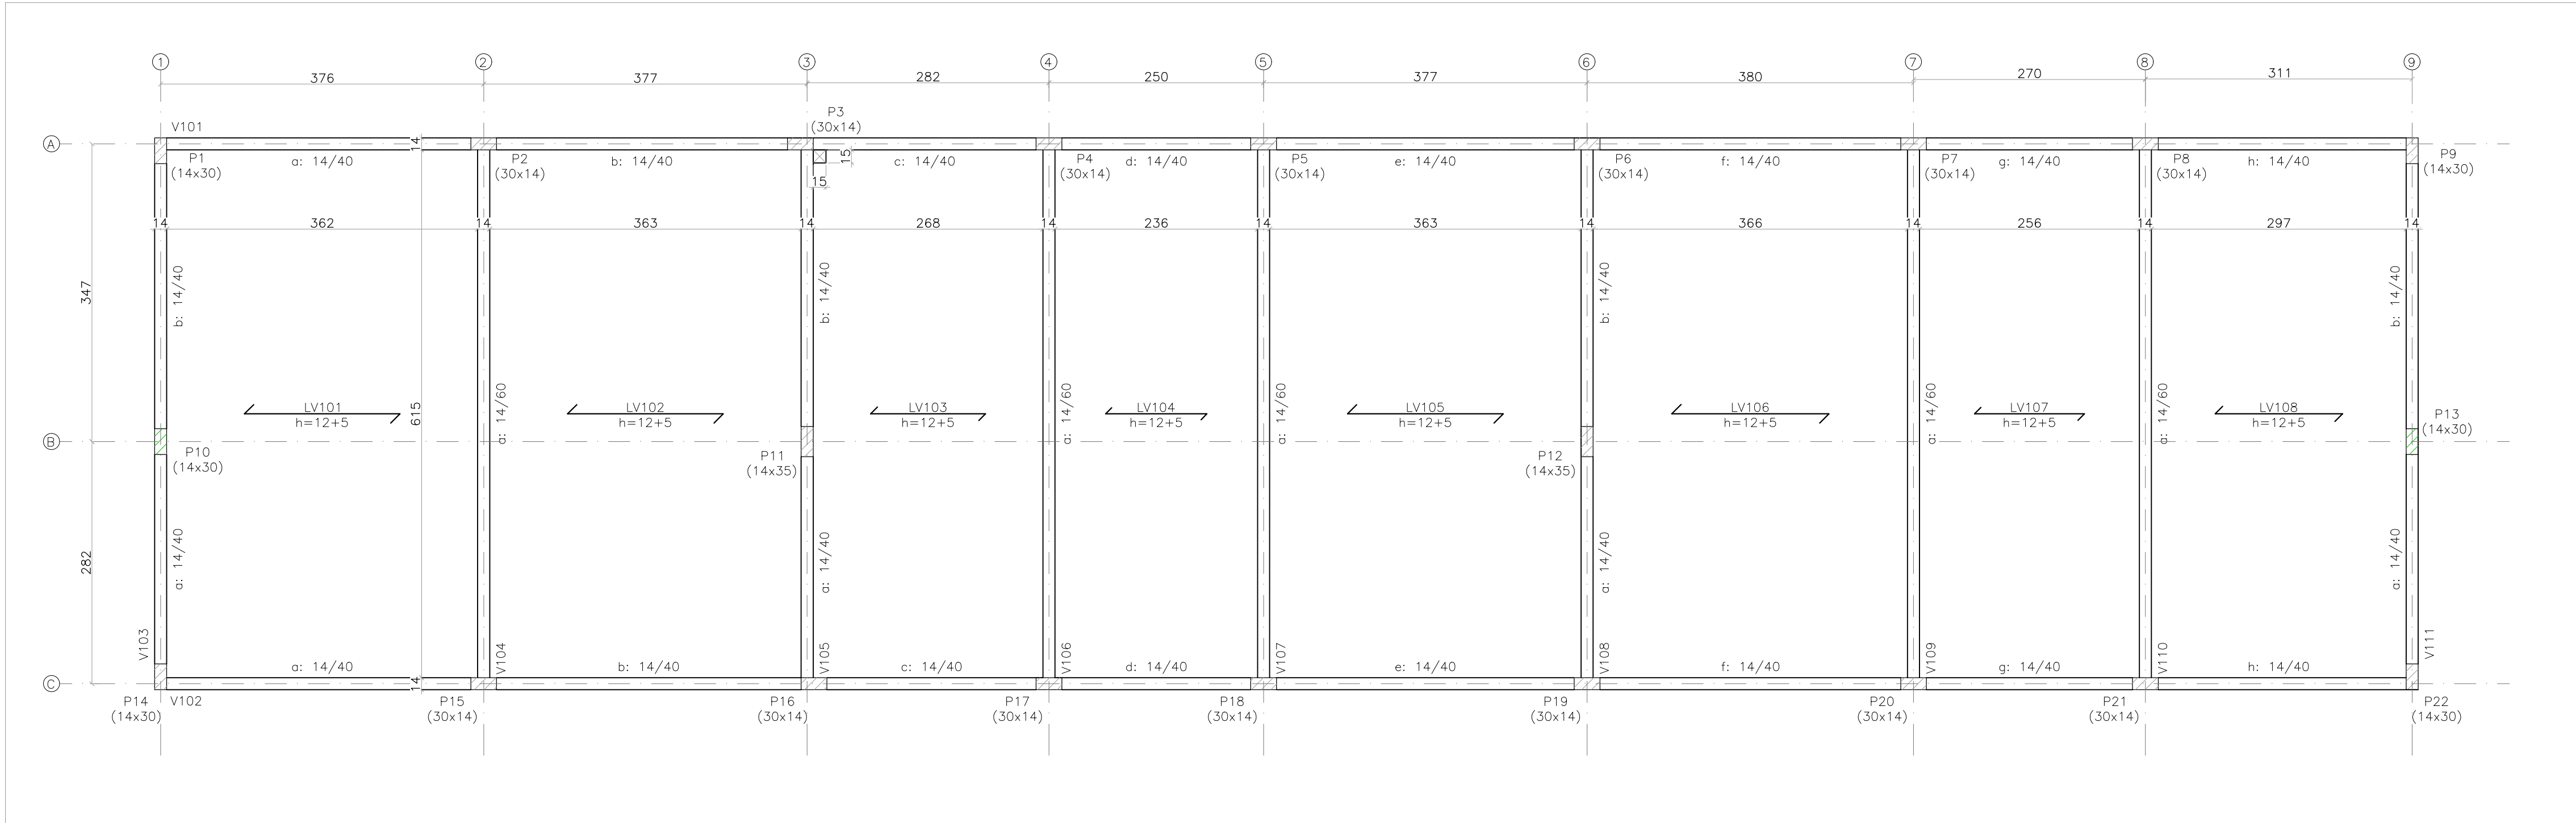 1 2 3 4 5 6 7 8 9
376 377 282 250 377 380 270 311
P3
(30x14)
A
V101
14
15
15
P1
(14x30)
a: 14/40
P2
(30x14)
b: 14/40
c: 14/40
P4
(30x14)
d: 14/40
P5
(30x14)
e: 14/40
P6
(30x14)
f: 14/40
P7
(30x14)
g: 14/40
P8
(30x14)
h: 14/40
P9
(14x30)
14 362 14 363 14 268 14 236 14 363 14 366 14 256 14 297 14
347
b: 14/40
b: 14/40
b: 14/40
b: 14/40
615
LV101
h=12+5
LV102
h=12+5
LV103
h=12+5
LV104
h=12+5
LV105
h=12+5
LV106
h=12+5
LV107
h=12+5
LV108
h=12+5
a: 14/60
a: 14/60
a: 14/60
a: 14/60
a: 14/60
B
P10
(14x30)
P11
(14x35)
P12
(14x35)
P13
(14x30)
282
a: 14/40
a: 14/40
a: 14/40
a: 14/40
V103
V104
V105
V106
V107
V108
V109
V110
V111
a: 14/40
b: 14/40
c: 14/40
d: 14/40
e: 14/40
f: 14/40
g: 14/40
h: 14/40
C
14
P14
(14x30)
V102
P15
(30x14)
P16
(30x14)
P17
(30x14)
P18
(30x14)
P19
(30x14)
P20
(30x14)
P21
(30x14)
P22
(14x30)